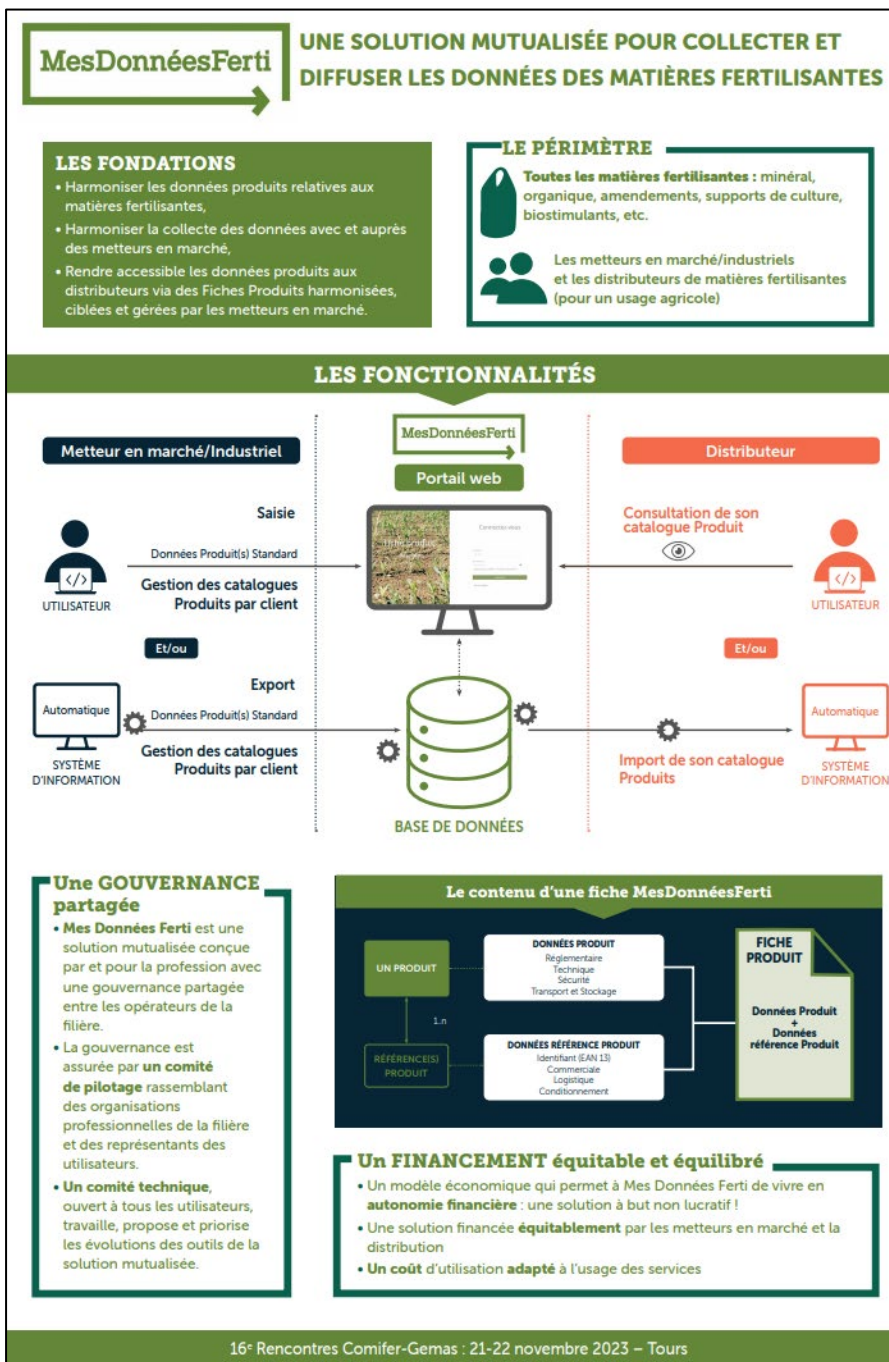 MesDonnéesFerti
UNE SOLUTION MUTUALISÉE POUR COLLECTER ET
DIFFUSER LES DONNÉES DES MATIÈRES FERTILISANTES
LES FONDATIONS
• Harmoniser les données produits relatives aux
matières fertilisantes,
• Harmoniser la collecte des données avec et auprès
des metteurs en marché,
• Rendre accessible les données produits aux
distributeurs via des Fiches Produits harmonisées,
ciblées et gérées par les metteurs en marché.
LE PÉRIMÈTRE
Toutes les matières fertilisantes : minéral,
organique, amendements, supports de culture,
biostimulants, etc.
Les metteurs en marché/industriels
et les distributeurs de matières fertilisantes
(pour un usage agricole)
LES FONCTIONNALITÉS
Metteur en marché/Industriel
MesDonnéesFerti
Portail web
Distributeur
Saisie
Données Produit(s) Standard
Gestion des catalogues
Produits par client
UTILISATEUR
Consultation de son
catalogue Produit
UTILISATEUR
Et/ou
Et/ou
Export
Automatique
Données Produit(s) Standard
Gestion des catalogues
Produits par client
SYSTÈME
D'INFORMATION
BASE DE DONNÉES
Import de son catalogue
Produits
Automatique
SYSTÈME
D'INFORMATION
Une GOUVERNANCE
partagée
• Mes Données Ferti est une
solution mutualisée conçue
par et pour la profession avec
une gouvernance partagée
entre les opérateurs de la
filière.
• La gouvernance est
assurée par un comité
de pilotage rassemblant
des organisations
professionnelles de la filière
et des représentants des
utilisateurs.
• Un comité technique,
ouvert à tous les utilisateurs,
travaille, propose et priorise
les évolutions des outils de la
solution mutualisée.
Le contenu d'une fiche MesDonnéesFerti
UN PRODUIT
1.n
RÉFÉRENCE(S)
PRODUIT
DONNÉES PRODUIT
Réglementaire
Technique
Sécurité
Transport et Stockage
DONNÉES RÉFÉRENCE PRODUIT
Identifiant (EAN 13)
Commerciale
Logistique
Conditionnement
FICHE
PRODUIT
Données Produit
+
Données
référence Produit
Un FINANCEMENT équitable et équilibré
• Un modèle économique qui permet à Mes Données Ferti de vivre en
autonomie financière : une solution à but non lucratif !
• Une solution financée équitablement par les metteurs en marché et la
distribution
• Un coût d'utilisation adapté à l'usage des services
16e Rencontres Comifer-Gemas : 21-22 novembre 2023 – Tours